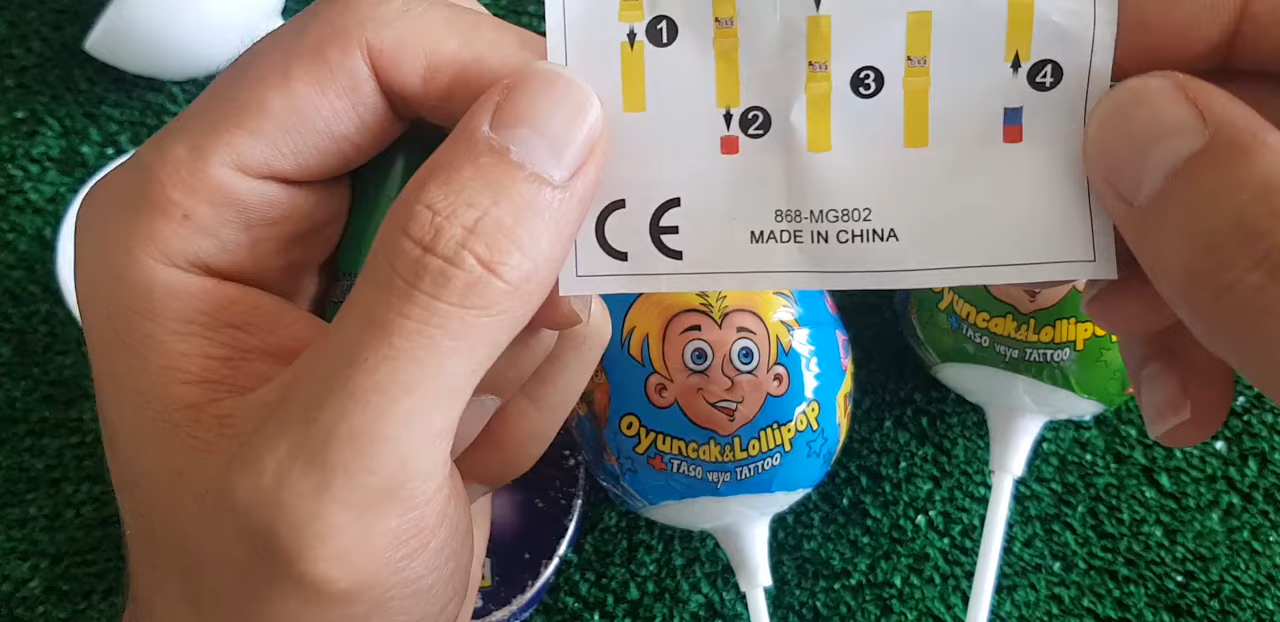 1
2
3
4
CE
868-MG802
MADE IN CHINA
Oyuncak&Lollipop
+ TASO veya TATTOO
Oyuncak&Lollipop
+ TASO veya TATTOO